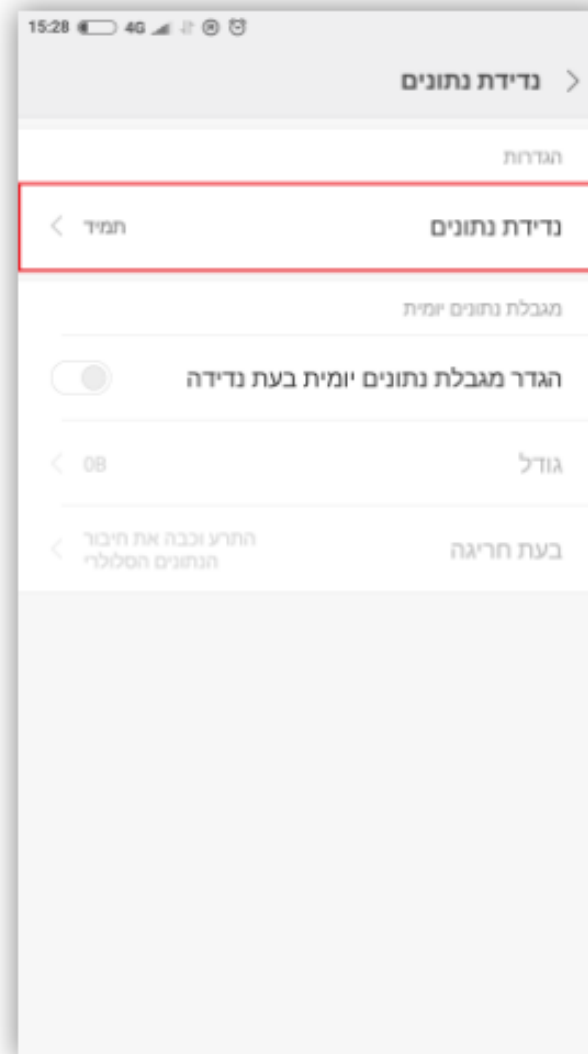 15:28 4G
נדידת נתונים
הגדרות
נדידת נתונים תמיד
מגבלת נתונים יומית
הגדר מגבלת נתונים יומית בעת נדידה
גודל 0B
בעת חריגה התרע וכבה את חיבור
הנתונים הסלולרי